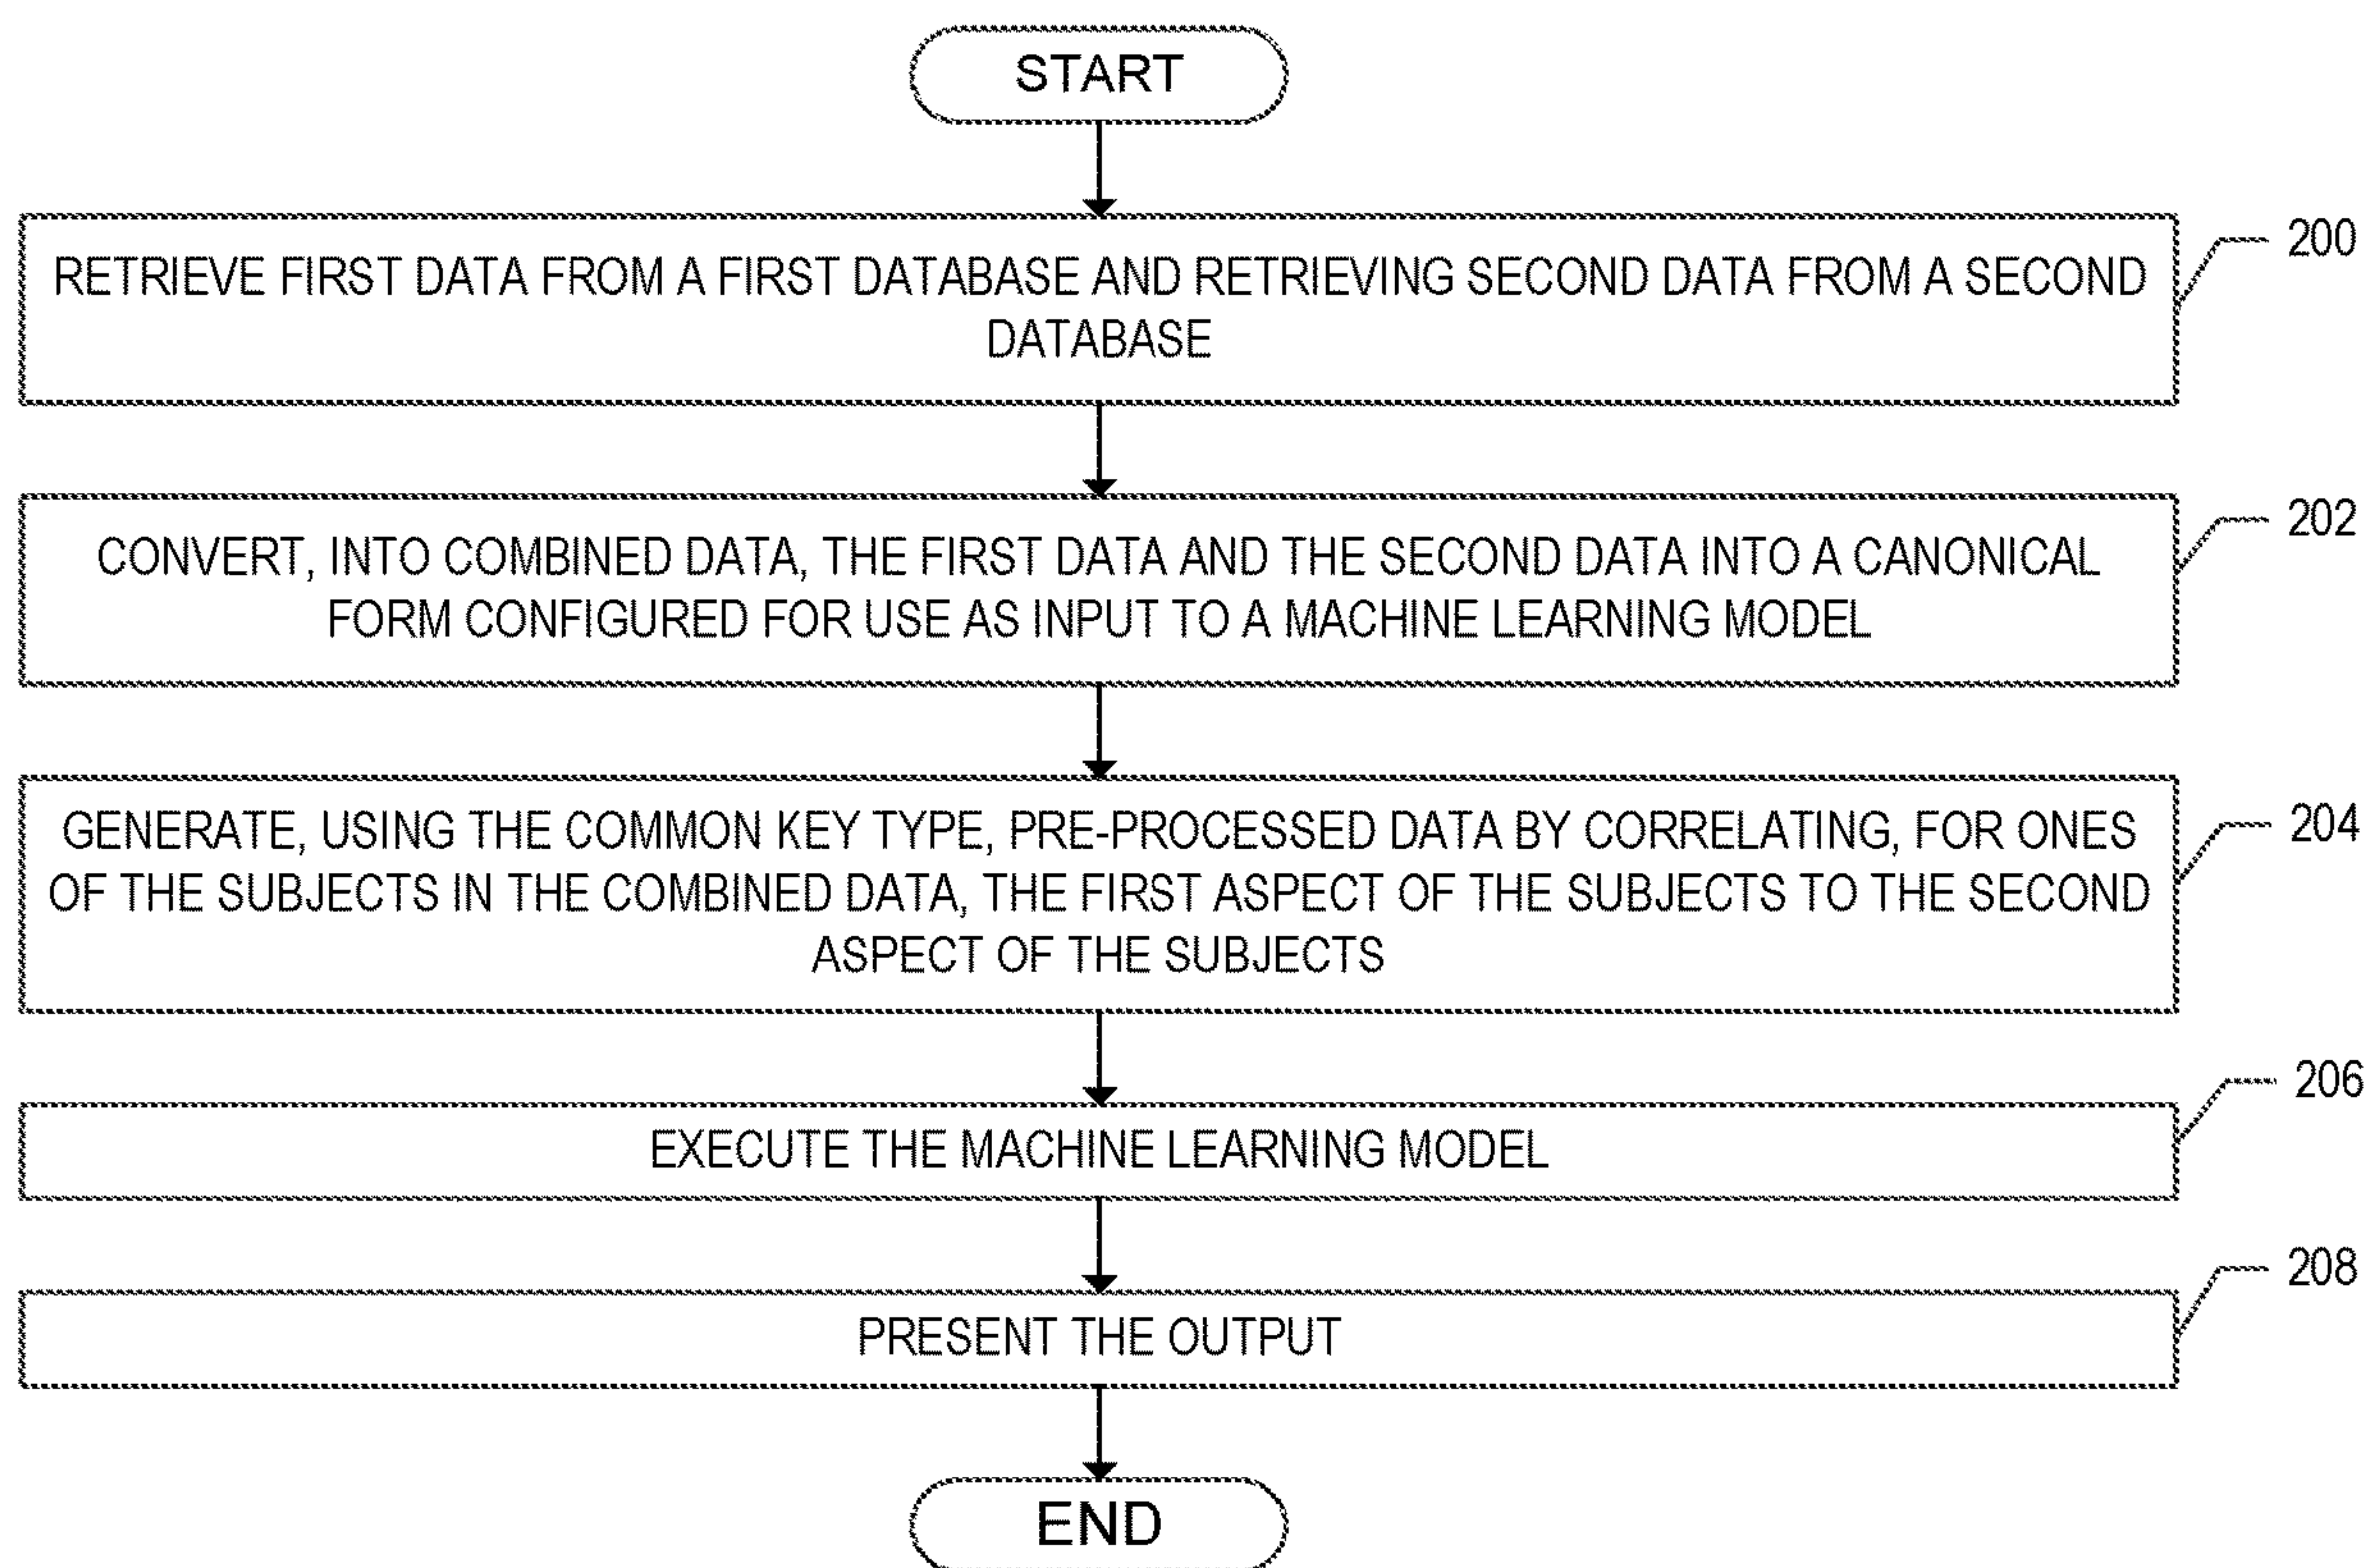 START
RETRIEVE FIRST DATA FROM A FIRST DATABASE AND RETRIEVING SECOND DATA FROM A SECOND
DATABASE
200
CONVERT, INTO COMBINED DATA, THE FIRST DATA AND THE SECOND DATA INTO A CANONICAL
FORM CONFIGURED FOR USE AS INPUT TO A MACHINE LEARNING MODEL
202
GENERATE, USING THE COMMON KEY TYPE, PRE-PROCESSED DATA BY CORRELATING, FOR ONES
OF THE SUBJECTS IN THE COMBINED DATA, THE FIRST ASPECT OF THE SUBJECTS TO THE SECOND
ASPECT OF THE SUBJECTS
204
EXECUTE THE MACHINE LEARNING MODEL
206
PRESENT THE OUTPUT
208
END